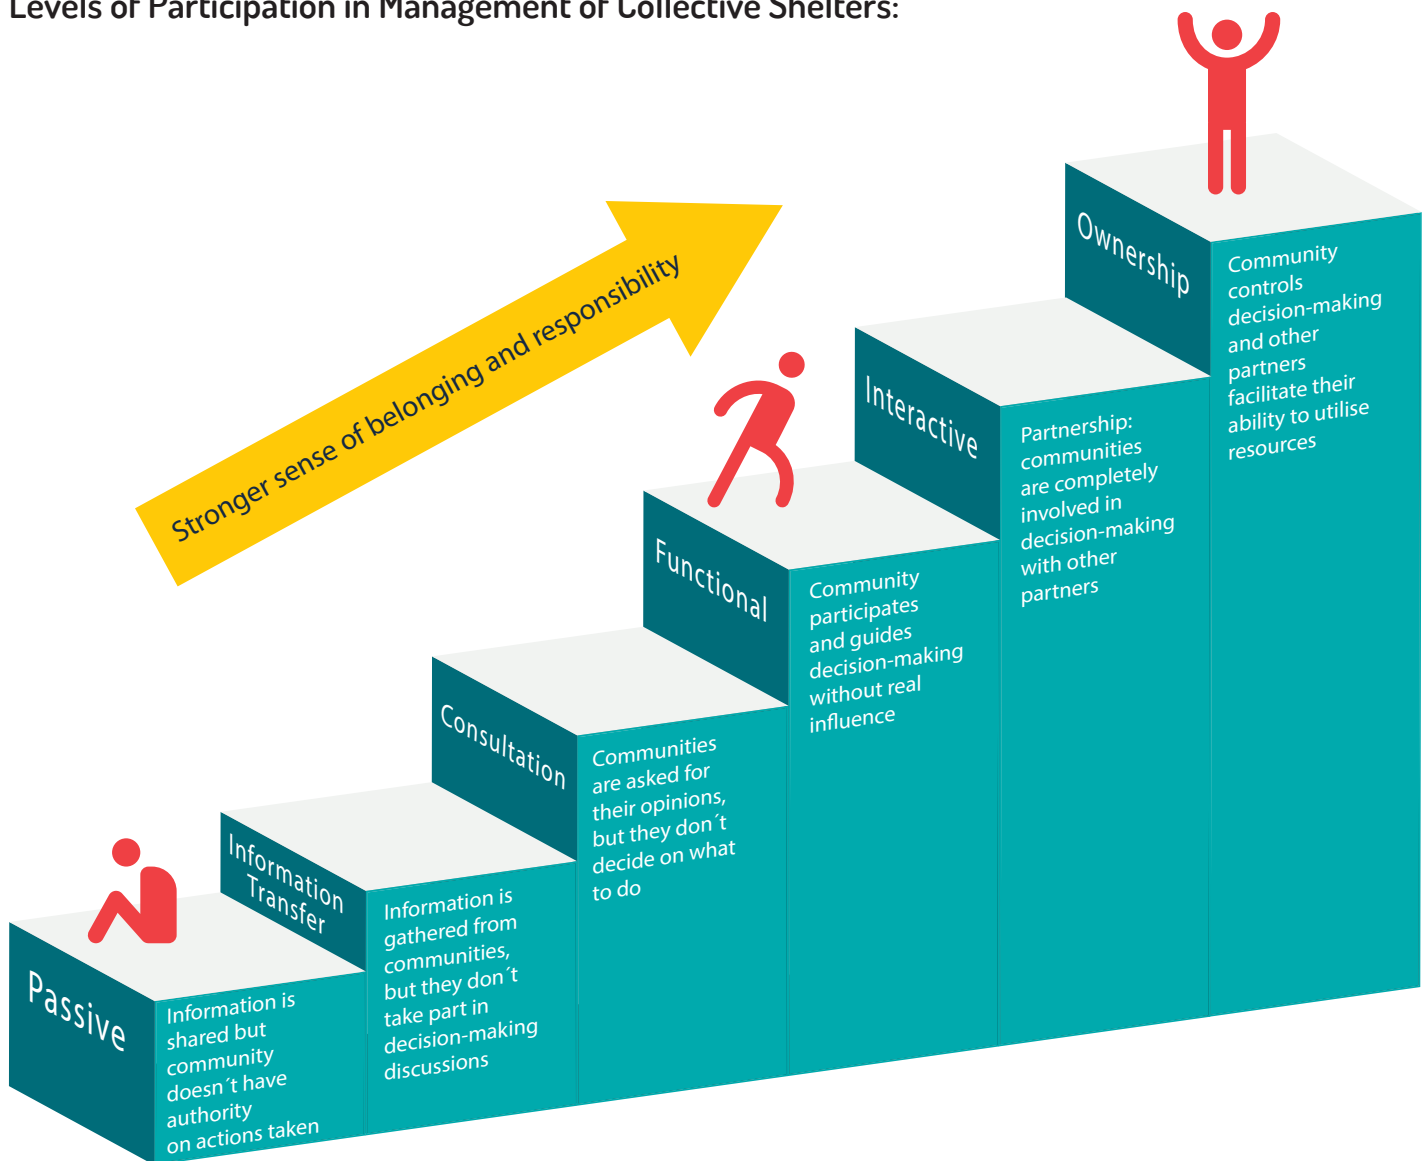 Levels of Participation in Management of Collective Shelters:
Stronger sense of belonging and responsibility
Passive
Information is
shared but
community
doesn´t have
authority
on actions taken
Information
Transfer
Information is
gathered from
communities,
but they don´t
take part in
decision-making
discussions
Consultation
Communities
are asked for
their opinions,
but they don´t
decide on what
to do
Functional
Community
participates
and guides
decision-making
without real
influence
Interactive
Partnership:
communities
are completely
involved in
decision-making
with other
partners
Ownership
Community
controls
decision-making
and other
partners
facilitate their
ability to utilise
resources